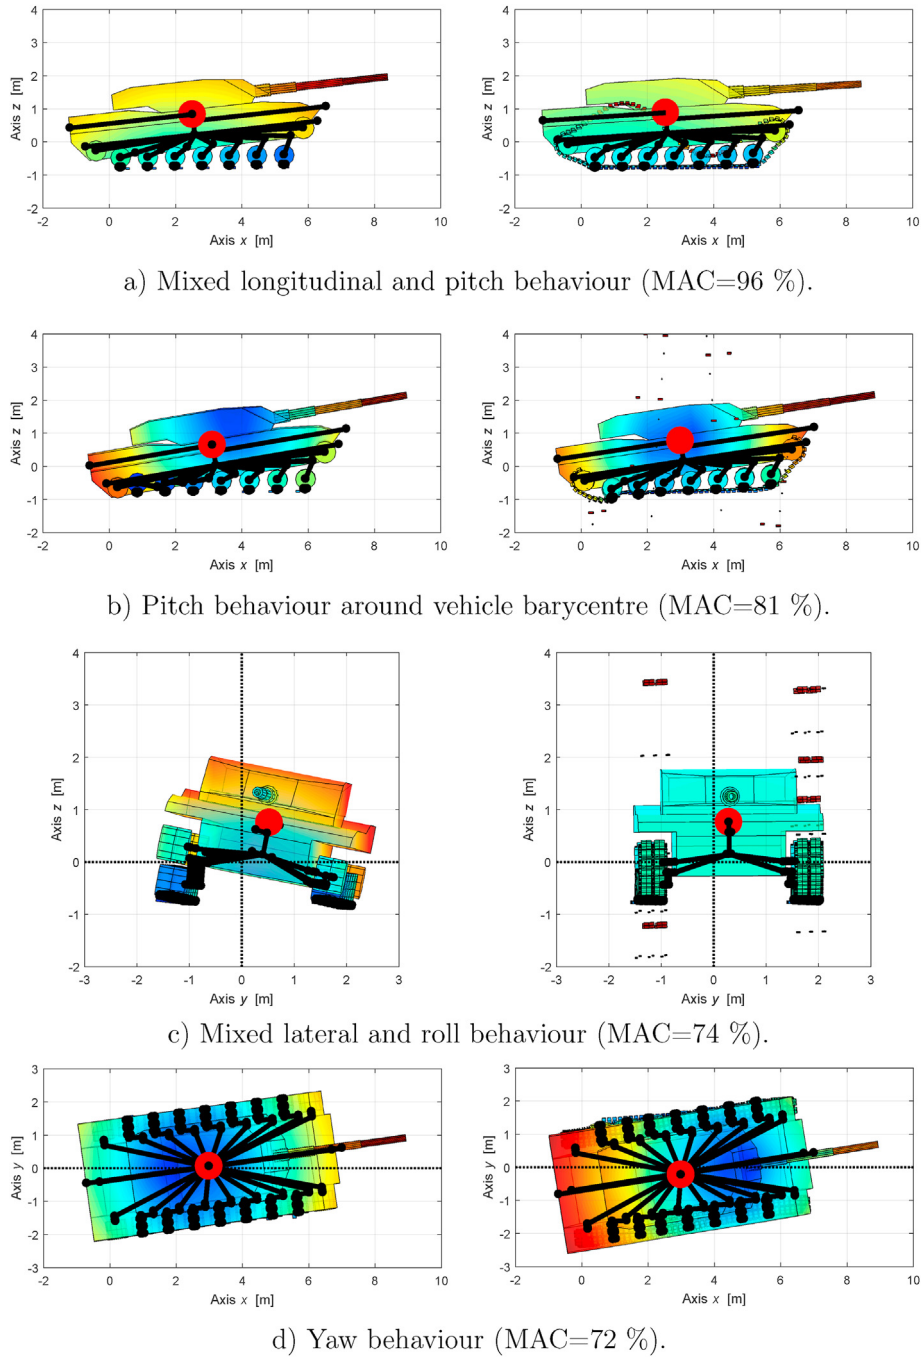 4
3
2
1
0
-1
-2
-2 0 2 4 6 8 10
Axis z [m]
Axis x [m]
4
3
2
1
0
-1
-2
-2 0 2 4 6 8 10
Axis z [m]
Axis x [m]
a) Mixed longitudinal and pitch behaviour (MAC=96 %).
4
3
2
1
0
-1
-2
-2 0 2 4 6 8 10
Axis z [m]
Axis x [m]
4
3
2
1
0
-1
-2
-2 0 2 4 6 8 10
Axis z [m]
Axis x [m]
b) Pitch behaviour around vehicle barycentre (MAC=81 %).
4
3
2
1
0
-1
-2
-3 -2 -1 0 1 2 3
Axis z [m]
Axis y [m]
4
3
2
1
0
-1
-2
-3 -2 -1 0 1 2 3
Axis z [m]
Axis y [m]
c) Mixed lateral and roll behaviour (MAC=74 %).
3
2
1
0
-1
-2
-3
-2 0 2 4 6 8 10
Axis y [m]
Axis x [m]
3
2
1
0
-1
-2
-3
-2 0 2 4 6 8 10
Axis y [m]
Axis x [m]
d) Yaw behaviour (MAC=72 %).